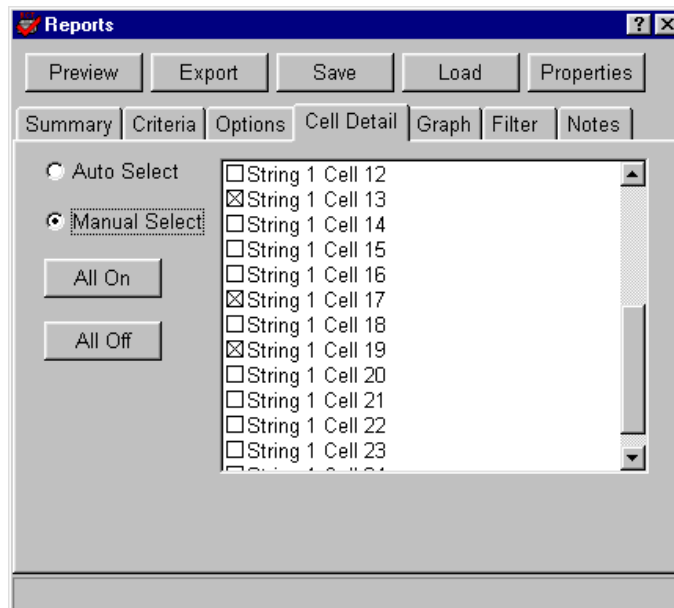 Reports
Preview Export Save Load Properties
Summary Criteria Options Cell Detail Graph Filter Notes
Auto Select
Manual Select
All On
All Off
String 1 Cell 12
String 1 Cell 13
String 1 Cell 14
String 1 Cell 15
String 1 Cell 16
String 1 Cell 17
String 1 Cell 18
String 1 Cell 19
String 1 Cell 20
String 1 Cell 21
String 1 Cell 22
String 1 Cell 23